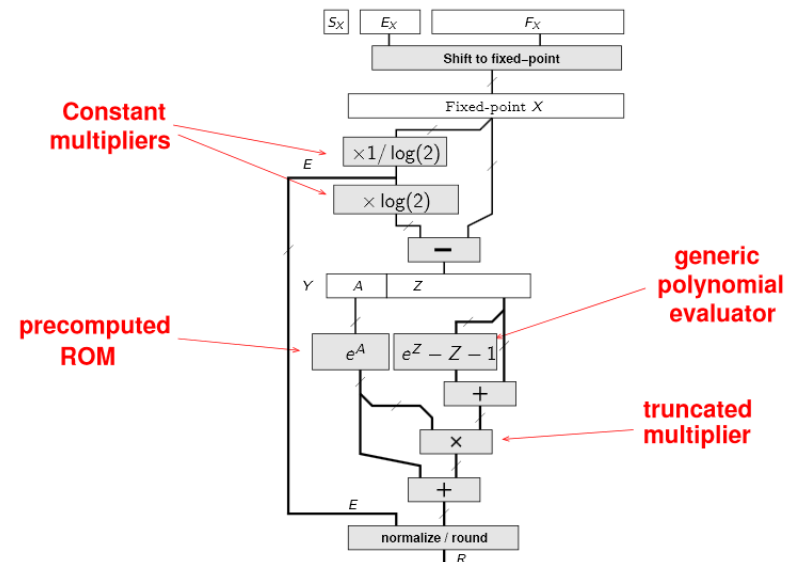 S_X E_X F_X
Shift to fixed–point
Fixed-point X
Constant
multipliers
×1/ log(2)
E
× log(2)
−
generic
polynomial
evaluator
Y A Z
precomputed
ROM
e^A e^Z − Z − 1
+
truncated
multiplier
×
+
E
normalize / round
R